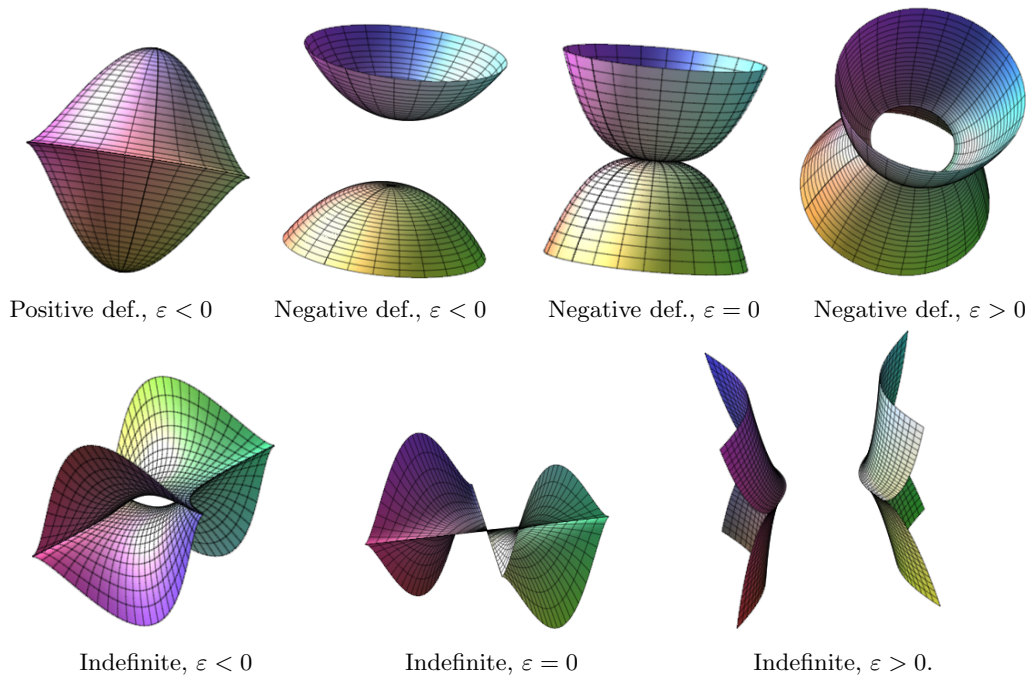 Positive def., ε < 0 Negative def., ε < 0 Negative def., ε = 0 Negative def., ε > 0
Indefinite, ε < 0 Indefinite, ε = 0 Indefinite, ε > 0.